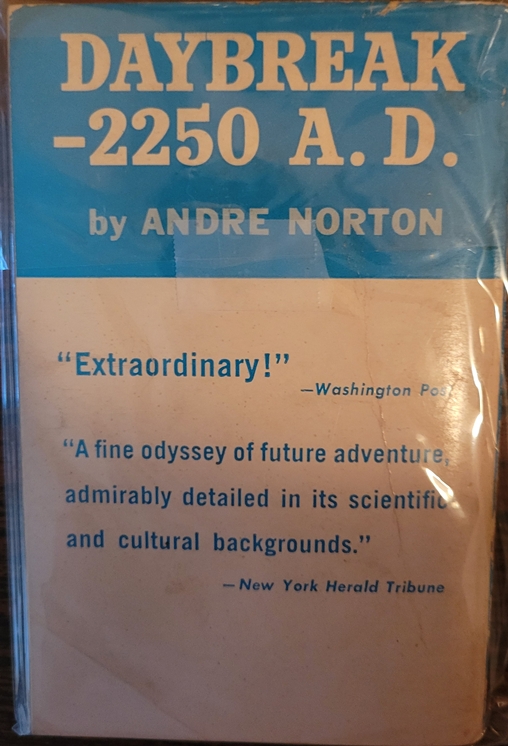 DAYBREAK
-2250 A. D.
by ANDRE NORTON
“Extraordinary!”
—Washington Post
“A fine odyssey of future adventure,
admirably detailed in its scientific
and cultural backgrounds.”
—New York Herald Tribune